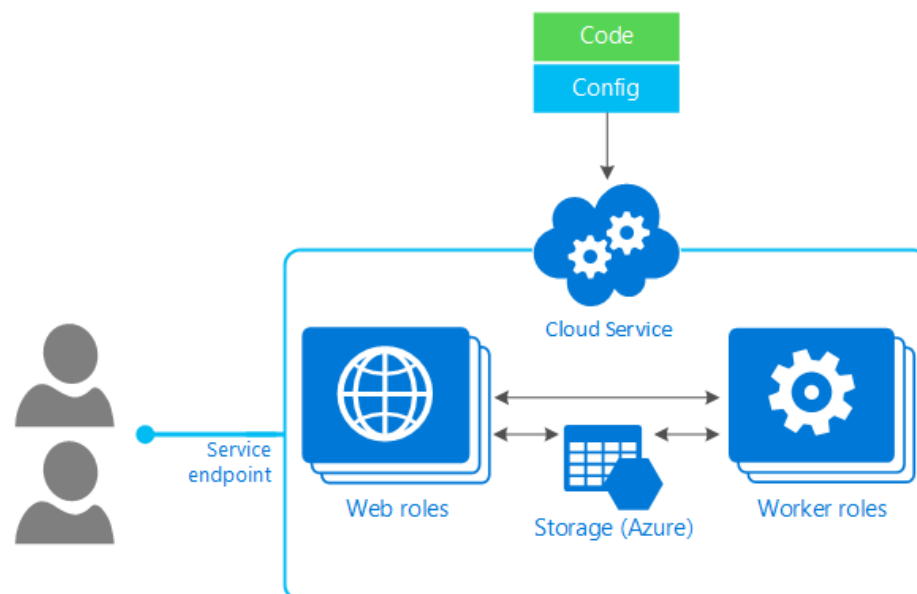 Code
Config
Cloud Service
Service
endpoint
Web roles
Storage (Azure)
Worker roles